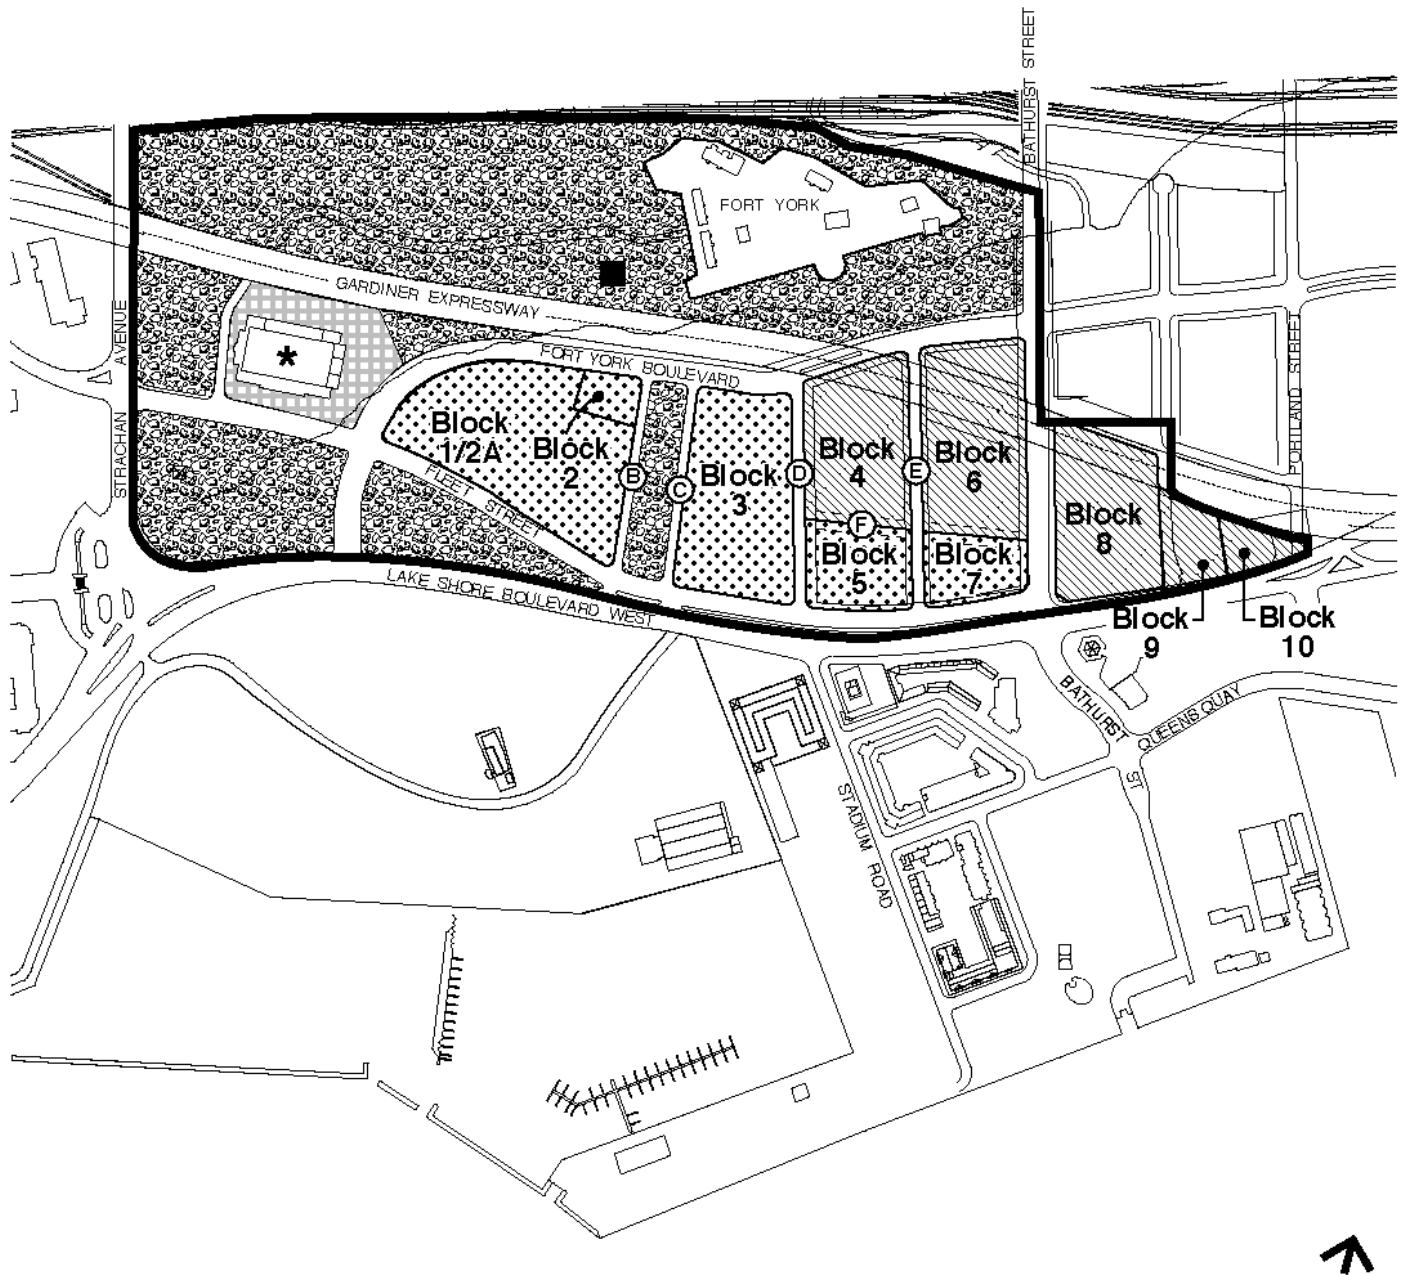 BATHURST STREET
FORT YORK
STRACHAN AVENUE
GARDINER EXPRESSWAY
PORTLAND STREET
FORT YORK BOULEVARD
*
Block
1/2A
Block
2
Block
3
Block
4
Block
6
B
C
D
E
F
FLEET STREET
Block
5
Block
7
Block
8
LAKE SHORE BOULEVARD WEST
Block
9
Block
10
BATHURST ST
QUEENS QUAY
STADIUM ROAD